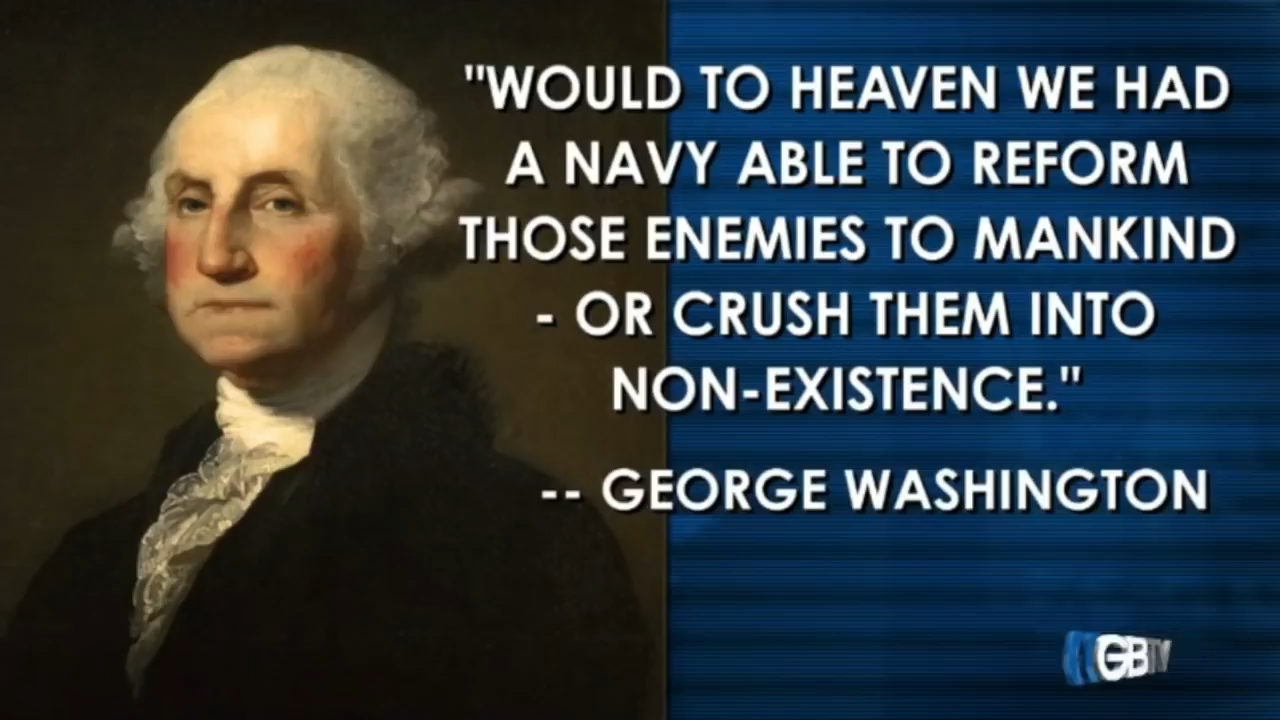 "WOULD TO HEAVEN WE HAD
A NAVY ABLE TO REFORM
THOSE ENEMIES TO MANKIND
- OR CRUSH THEM INTO
NON-EXISTENCE."
-- GEORGE WASHINGTON
GBTV